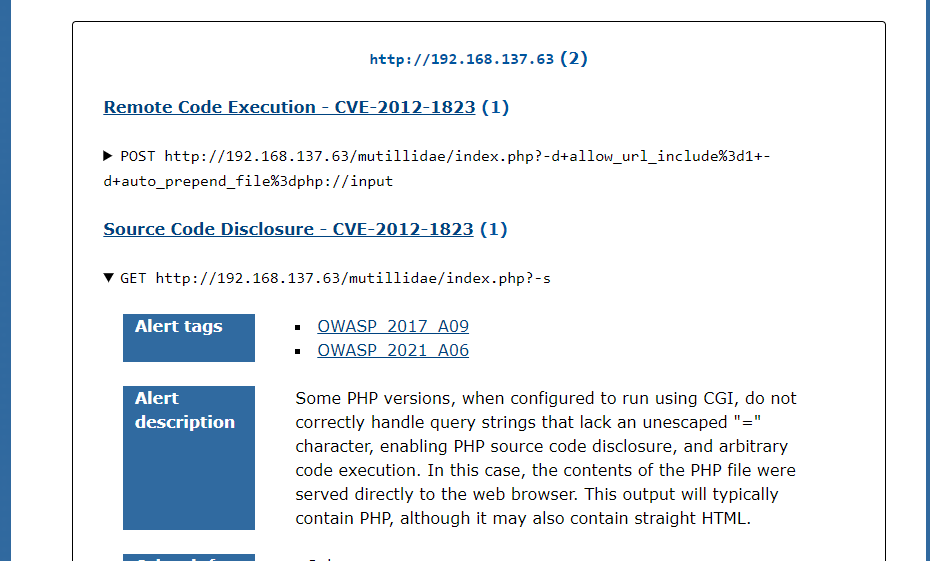 http://192.168.137.63 (2)
Remote Code Execution - CVE-2012-1823 (1)
▶ POST http://192.168.137.63/mutillidae/index.php?-d+allow_url_include%3d1+-
d+auto_prepend_file%3dphp://input
Source Code Disclosure - CVE-2012-1823 (1)
▼ GET http://192.168.137.63/mutillidae/index.php?-s
Alert tags
▪ OWASP_2017_A09
▪ OWASP_2021_A06
Alert
description
Some PHP versions, when configured to run using CGI, do not
correctly handle query strings that lack an unescaped "="
character, enabling PHP source code disclosure, and arbitrary
code execution. In this case, the contents of the PHP file were
served directly to the web browser. This output will typically
contain PHP, although it may also contain straight HTML.